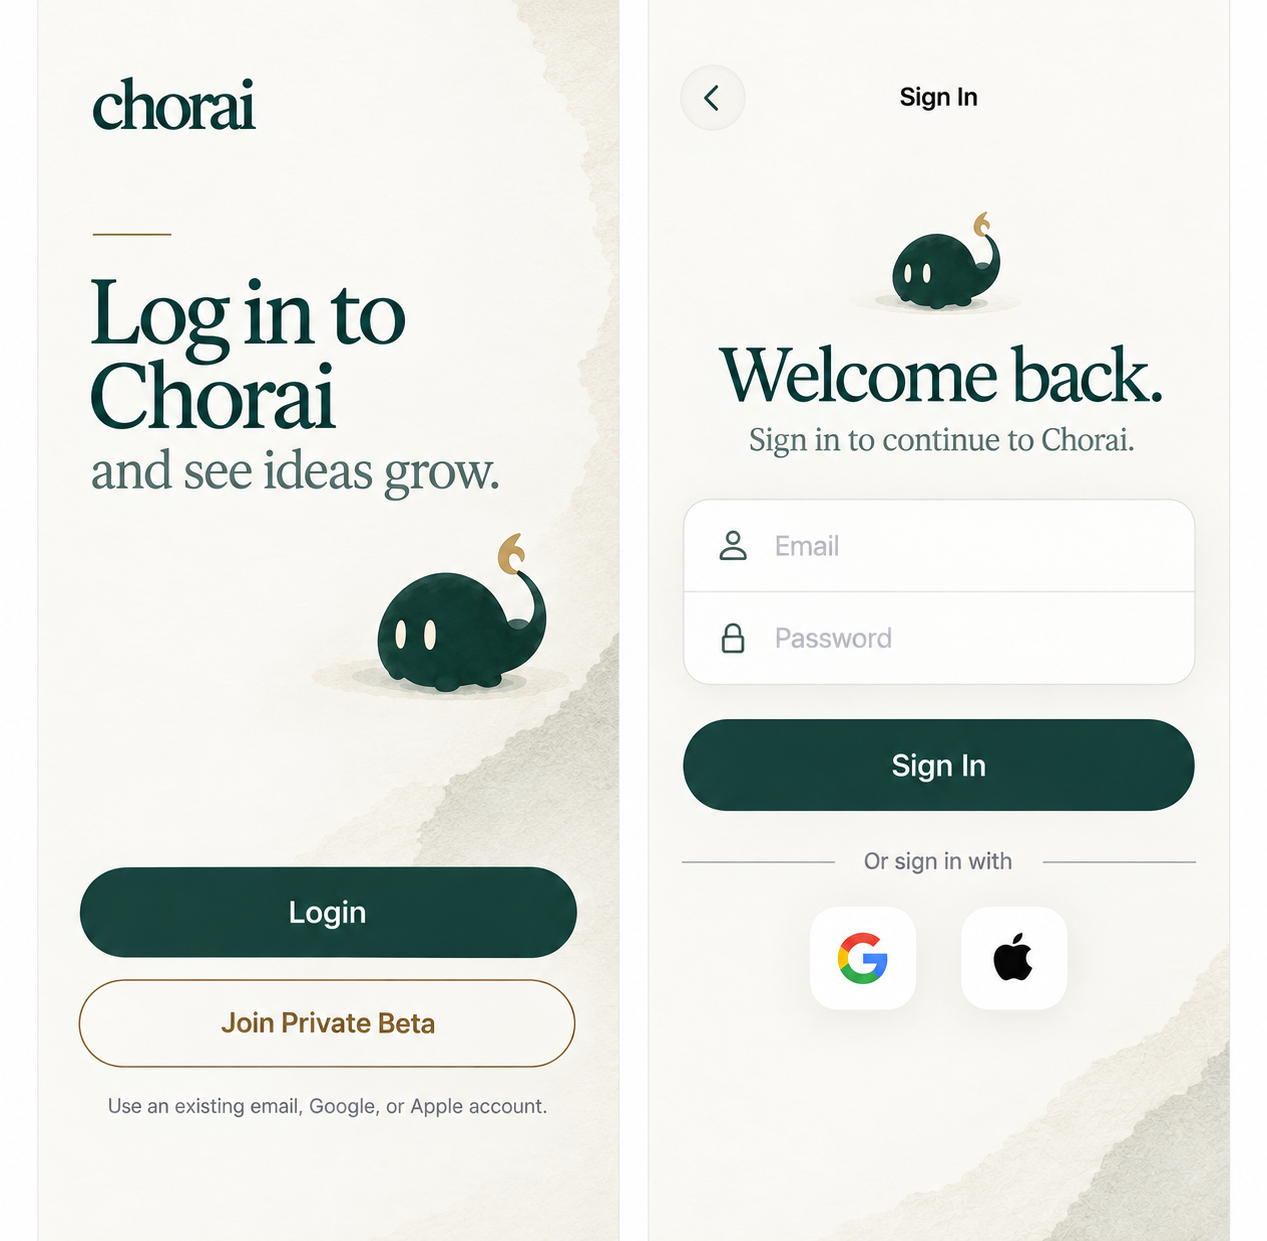 chorai
Log in to
Chorai
and see ideas grow.
Login
Join Private Beta
Use an existing email, Google, or Apple account.
Sign In
Welcome back.
Sign in to continue to Chorai.
Email
Password
Sign In
Or sign in with